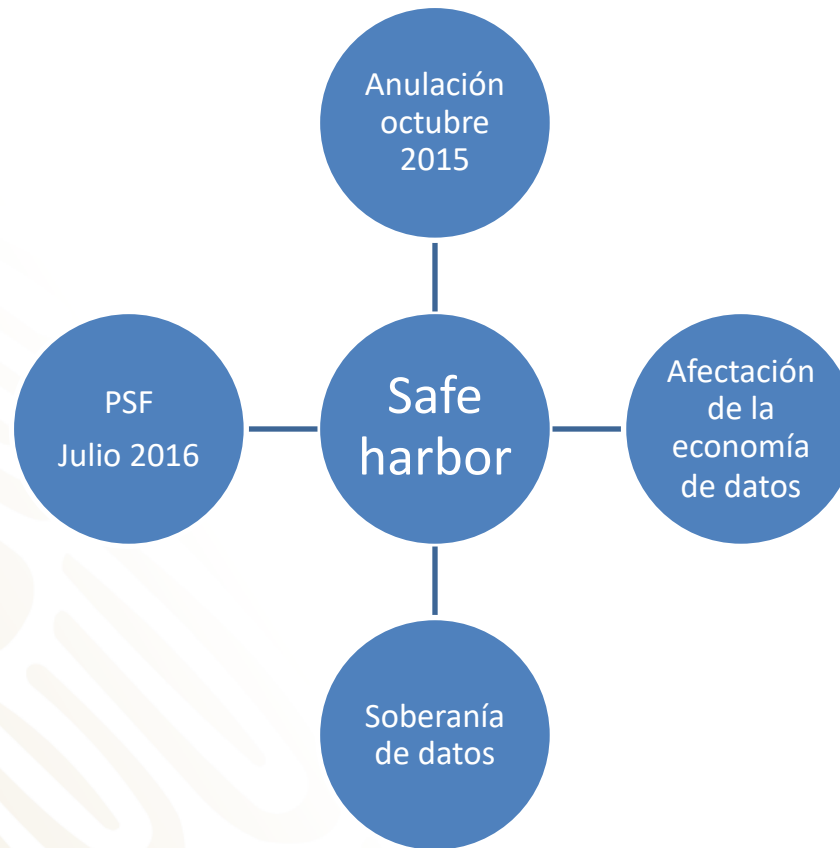 Anulación
octubre
2015
PSF
Julio 2016
Safe
harbor
Afectación
de la
economía
de datos
Soberanía
de datos